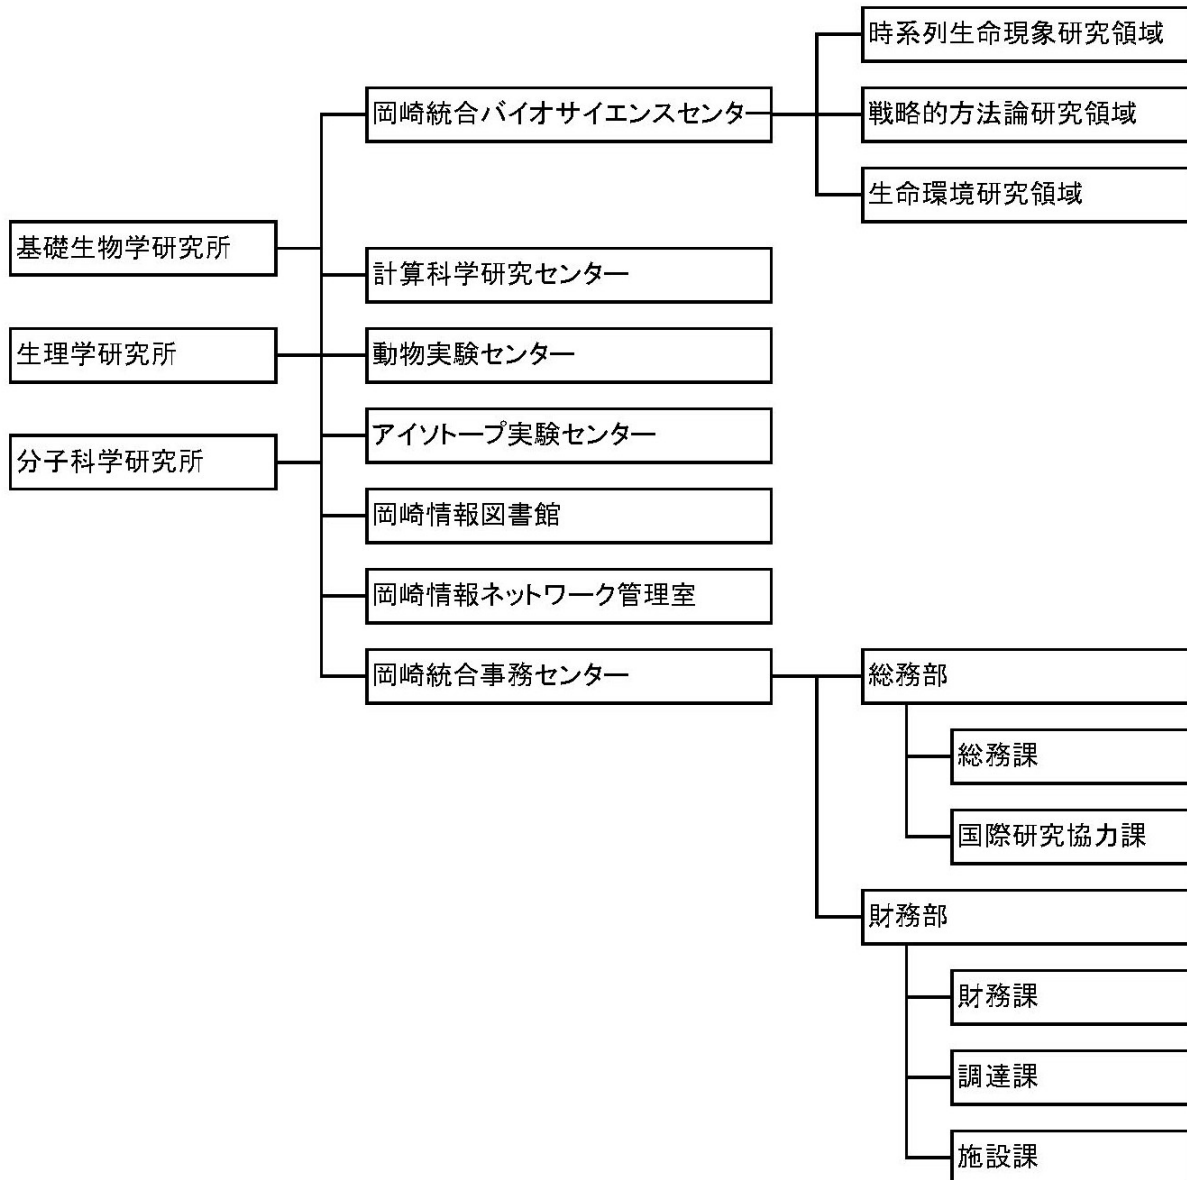 基礎生物学研究所
生理学研究所
分子科学研究所
岡崎統合バイオサイエンスセンター
時系列生命現象研究領域
戦略的方法論研究領域
生命環境研究領域
計算科学研究センター
動物実験センター
アイソトープ実験センター
岡崎情報図書館
岡崎情報ネットワーク管理室
岡崎統合事務センター
総務部
総務課
国際研究協力課
財務部
財務課
調達課
施設課